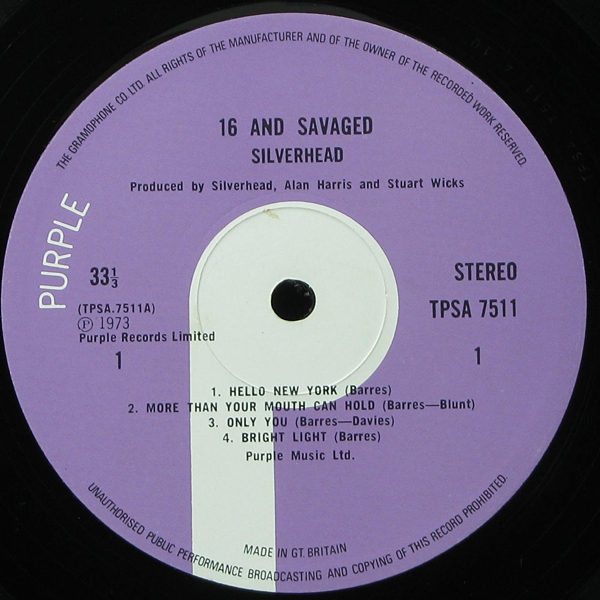 THE GRAMOPHONE CO LTD. ALL RIGHTS OF THE MANUFACTURER AND OF THE OWNER OF THE RECORDED WORK RESERVED.
16 AND SAVAGED
SILVERHEAD
Produced by Silverhead, Alan Harris and Stuart Wicks
PURPLE
33⅓
STEREO
(TPSA.7511A)
TPSA 7511
Ⓟ 1973
Purple Records Limited
1
1
1. HELLO NEW YORK (Barres)
2. MORE THAN YOUR MOUTH CAN HOLD (Barres—Blunt)
3. ONLY YOU (Barres—Davies)
4. BRIGHT LIGHT (Barres)
Purple Music Ltd.
MADE IN GT. BRITAIN
UNAUTHORISED PUBLIC PERFORMANCE BROADCASTING AND COPYING OF THIS RECORD PROHIBITED.